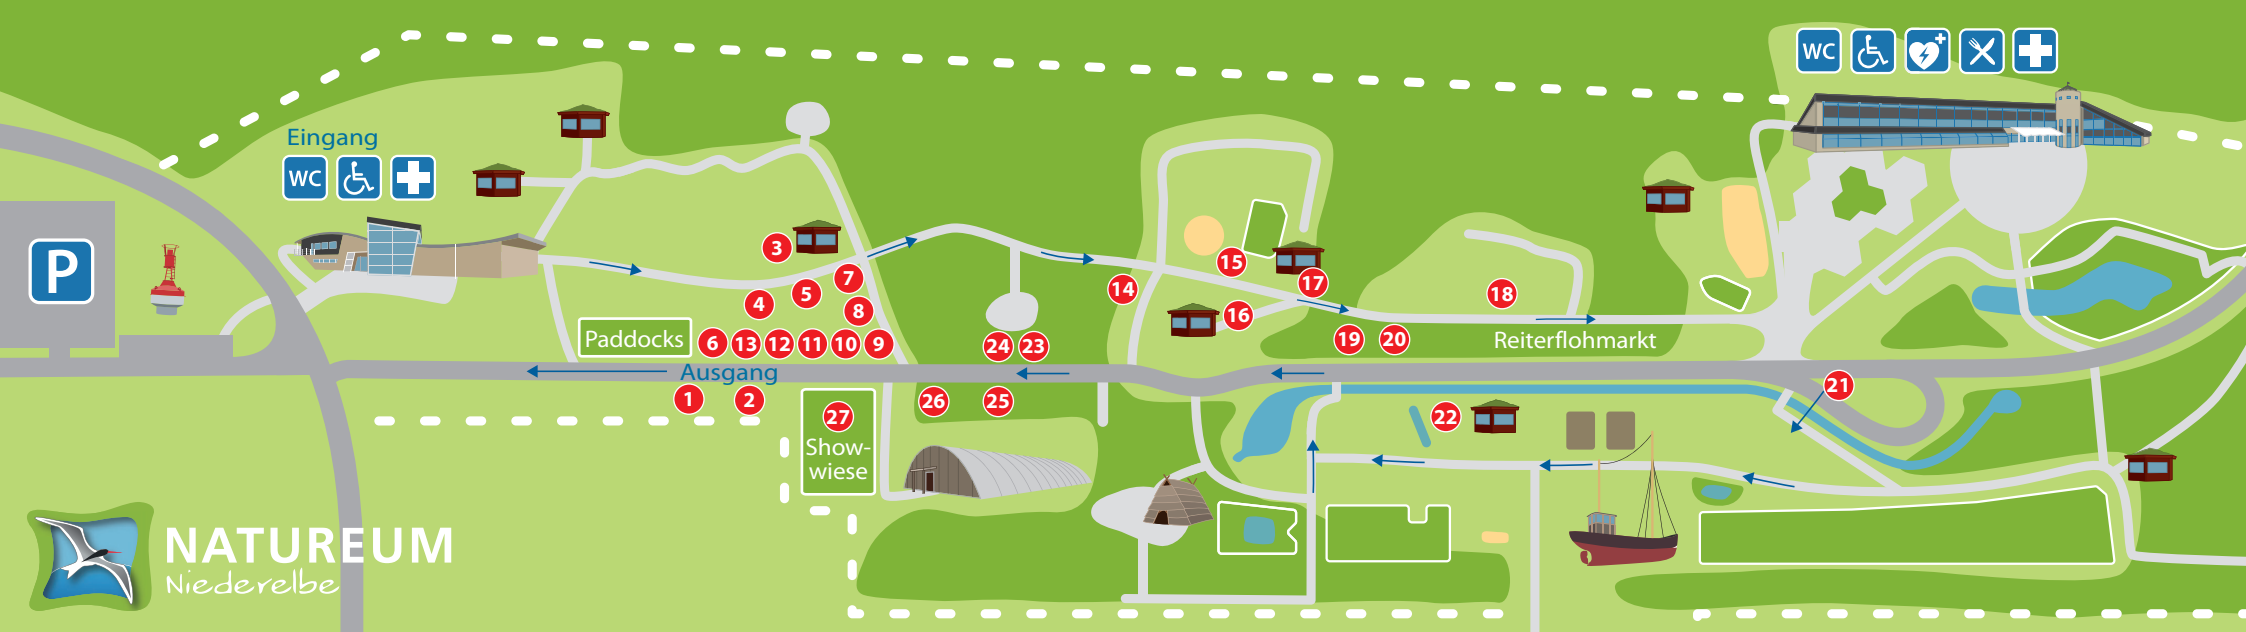 WC
Eingang
WC
P
3
15
7
17
14
5
18
4
8
16
Paddocks
6
13
12
11
10
9
24
23
19
20
Reiterflohmarkt
Ausgang
21
1
2
26
25
27
22
Show-
wiese
NATUREUM
Niederelbe